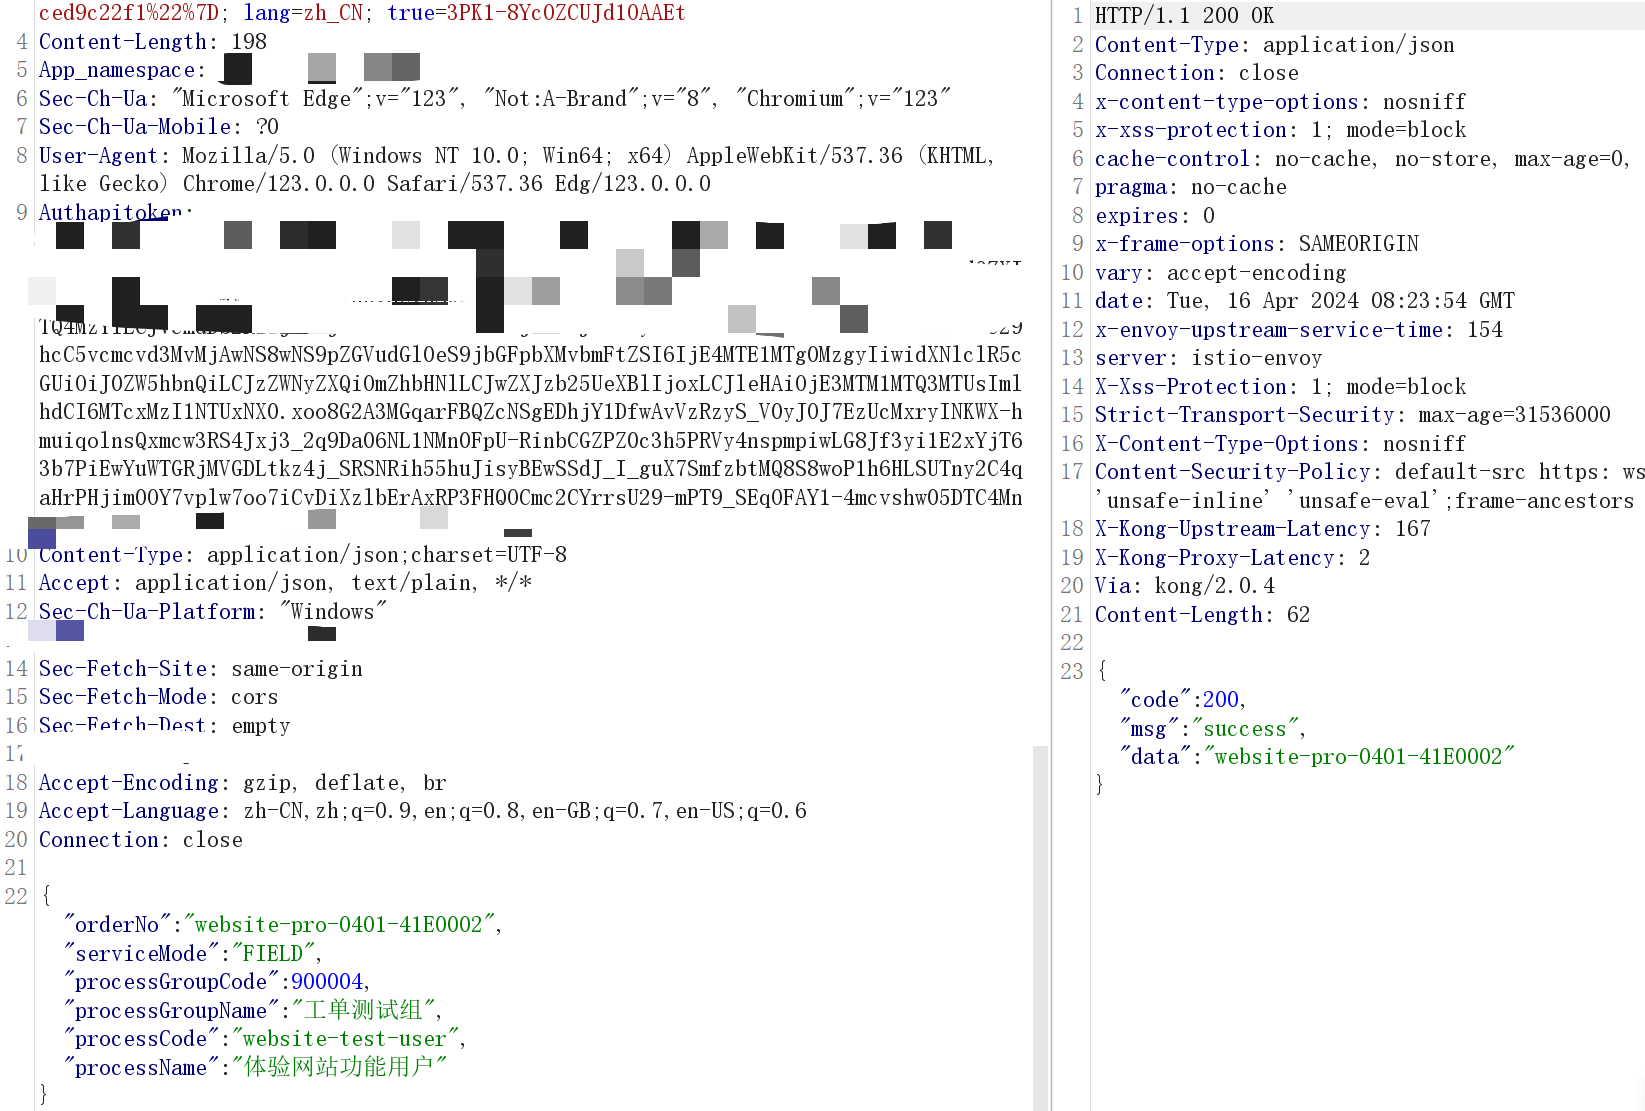 ced9c22f1%22%7D; lang=zh_CN; true=3PK1-8YcOZCUJd10AAEt
4 Content-Length: 198
5 App_namespace:
6 Sec-Ch-Ua: "Microsoft Edge";v="123", "Not:A-Brand";v="8", "Chromium";v="123"
7 Sec-Ch-Ua-Mobile: ?0
8 User-Agent: Mozilla/5.0 (Windows NT 10.0; Win64; x64) AppleWebKit/537.36 (KHTML,
like Gecko) Chrome/123.0.0.0 Safari/537.36 Edg/123.0.0.0
9 Authapitoken:
hcC5vcmcvd3MvMjAwNS8wNS9pZGVudGl0eS9jbGFpbXMvbmFtZSI6IjE4MTE1MTg0MzgyIiwidXNlclR5c
GUiOiJ0ZW5hbnQiLCJzZWNyZXQiOmZhbHNlLCJwZXJzb25UeXBlIjoxLCJleHAiOjE3MTM1MTQ3MTUsIml
hdCI6MTcxMzI1NTUxNX0.xoo8G2A3MGqarFBQZcNSgEDhjY1DfwAvVzRzyS_V0yJ0J7EzUcMxryINKWX-h
muiqolnsQxmcw3RS4Jxj3_2q9Da06NL1NMn0FpU-RinbCGZPZ0c3h5PRVy4nspmpiwLG8Jf3yi1E2xYjT6
3b7PiEwYuWTGRjMVGDLtkz4j_SRSNRih55huJisyBEwSSdJ_I_guX7SmfzbtMQ8S8woP1h6HLSUTny2C4q
aHrPHjim00Y7vplw7oo7iCvDiXzlbErAxRP3FHQ0Cmc2CYrrsU29-mPT9_SEq0FAY1-4mcvshw05DTC4Mn
10 Content-Type: application/json;charset=UTF-8
11 Accept: application/json, text/plain, */*
12 Sec-Ch-Ua-Platform: "Windows"
14 Sec-Fetch-Site: same-origin
15 Sec-Fetch-Mode: cors
16 Sec-Fetch-Dest: empty
17
18 Accept-Encoding: gzip, deflate, br
19 Accept-Language: zh-CN,zh;q=0.9,en;q=0.8,en-GB;q=0.7,en-US;q=0.6
20 Connection: close
21
22 {
"orderNo":"website-pro-0401-41E0002",
"serviceMode":"FIELD",
"processGroupCode":900004,
"processGroupName":"工单测试组",
"processCode":"website-test-user",
"processName":"体验网站功能用户"
}
1 HTTP/1.1 200 OK
2 Content-Type: application/json
3 Connection: close
4 x-content-type-options: nosniff
5 x-xss-protection: 1; mode=block
6 cache-control: no-cache, no-store, max-age=0,
7 pragma: no-cache
8 expires: 0
9 x-frame-options: SAMEORIGIN
10 vary: accept-encoding
11 date: Tue, 16 Apr 2024 08:23:54 GMT
12 x-envoy-upstream-service-time: 154
13 server: istio-envoy
14 X-Xss-Protection: 1; mode=block
15 Strict-Transport-Security: max-age=31536000
16 X-Content-Type-Options: nosniff
17 Content-Security-Policy: default-src https: ws
'unsafe-inline' 'unsafe-eval';frame-ancestors
18 X-Kong-Upstream-Latency: 167
19 X-Kong-Proxy-Latency: 2
20 Via: kong/2.0.4
21 Content-Length: 62
22
23 {
"code":200,
"msg":"success",
"data":"website-pro-0401-41E0002"
}